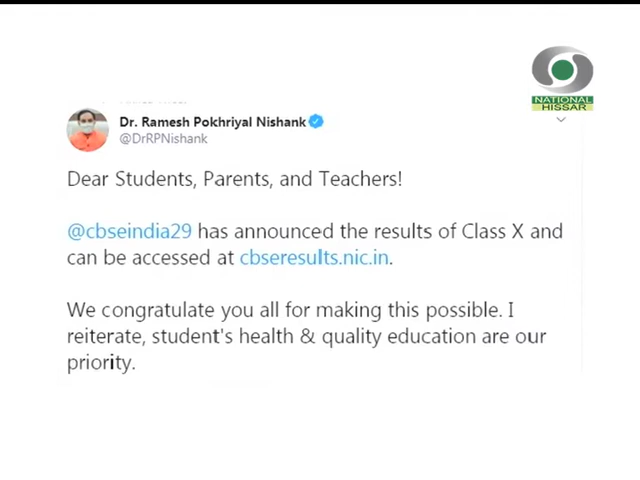 NATIONAL
HISSAR
Dr. Ramesh Pokhriyal Nishank
@DrRPNishank
Dear Students, Parents, and Teachers!
@cbseindia29 has announced the results of Class X and
can be accessed at cbseresults.nic.in.
We congratulate you all for making this possible. I
reiterate, student's health & quality education are our
priority.